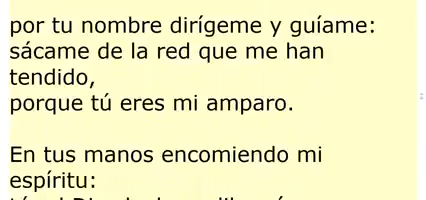 por tu nombre dirígeme y guíame:
sácame de la red que me han
tendido,
porque tú eres mi amparo.
En tus manos encomiendo mi
espíritu: